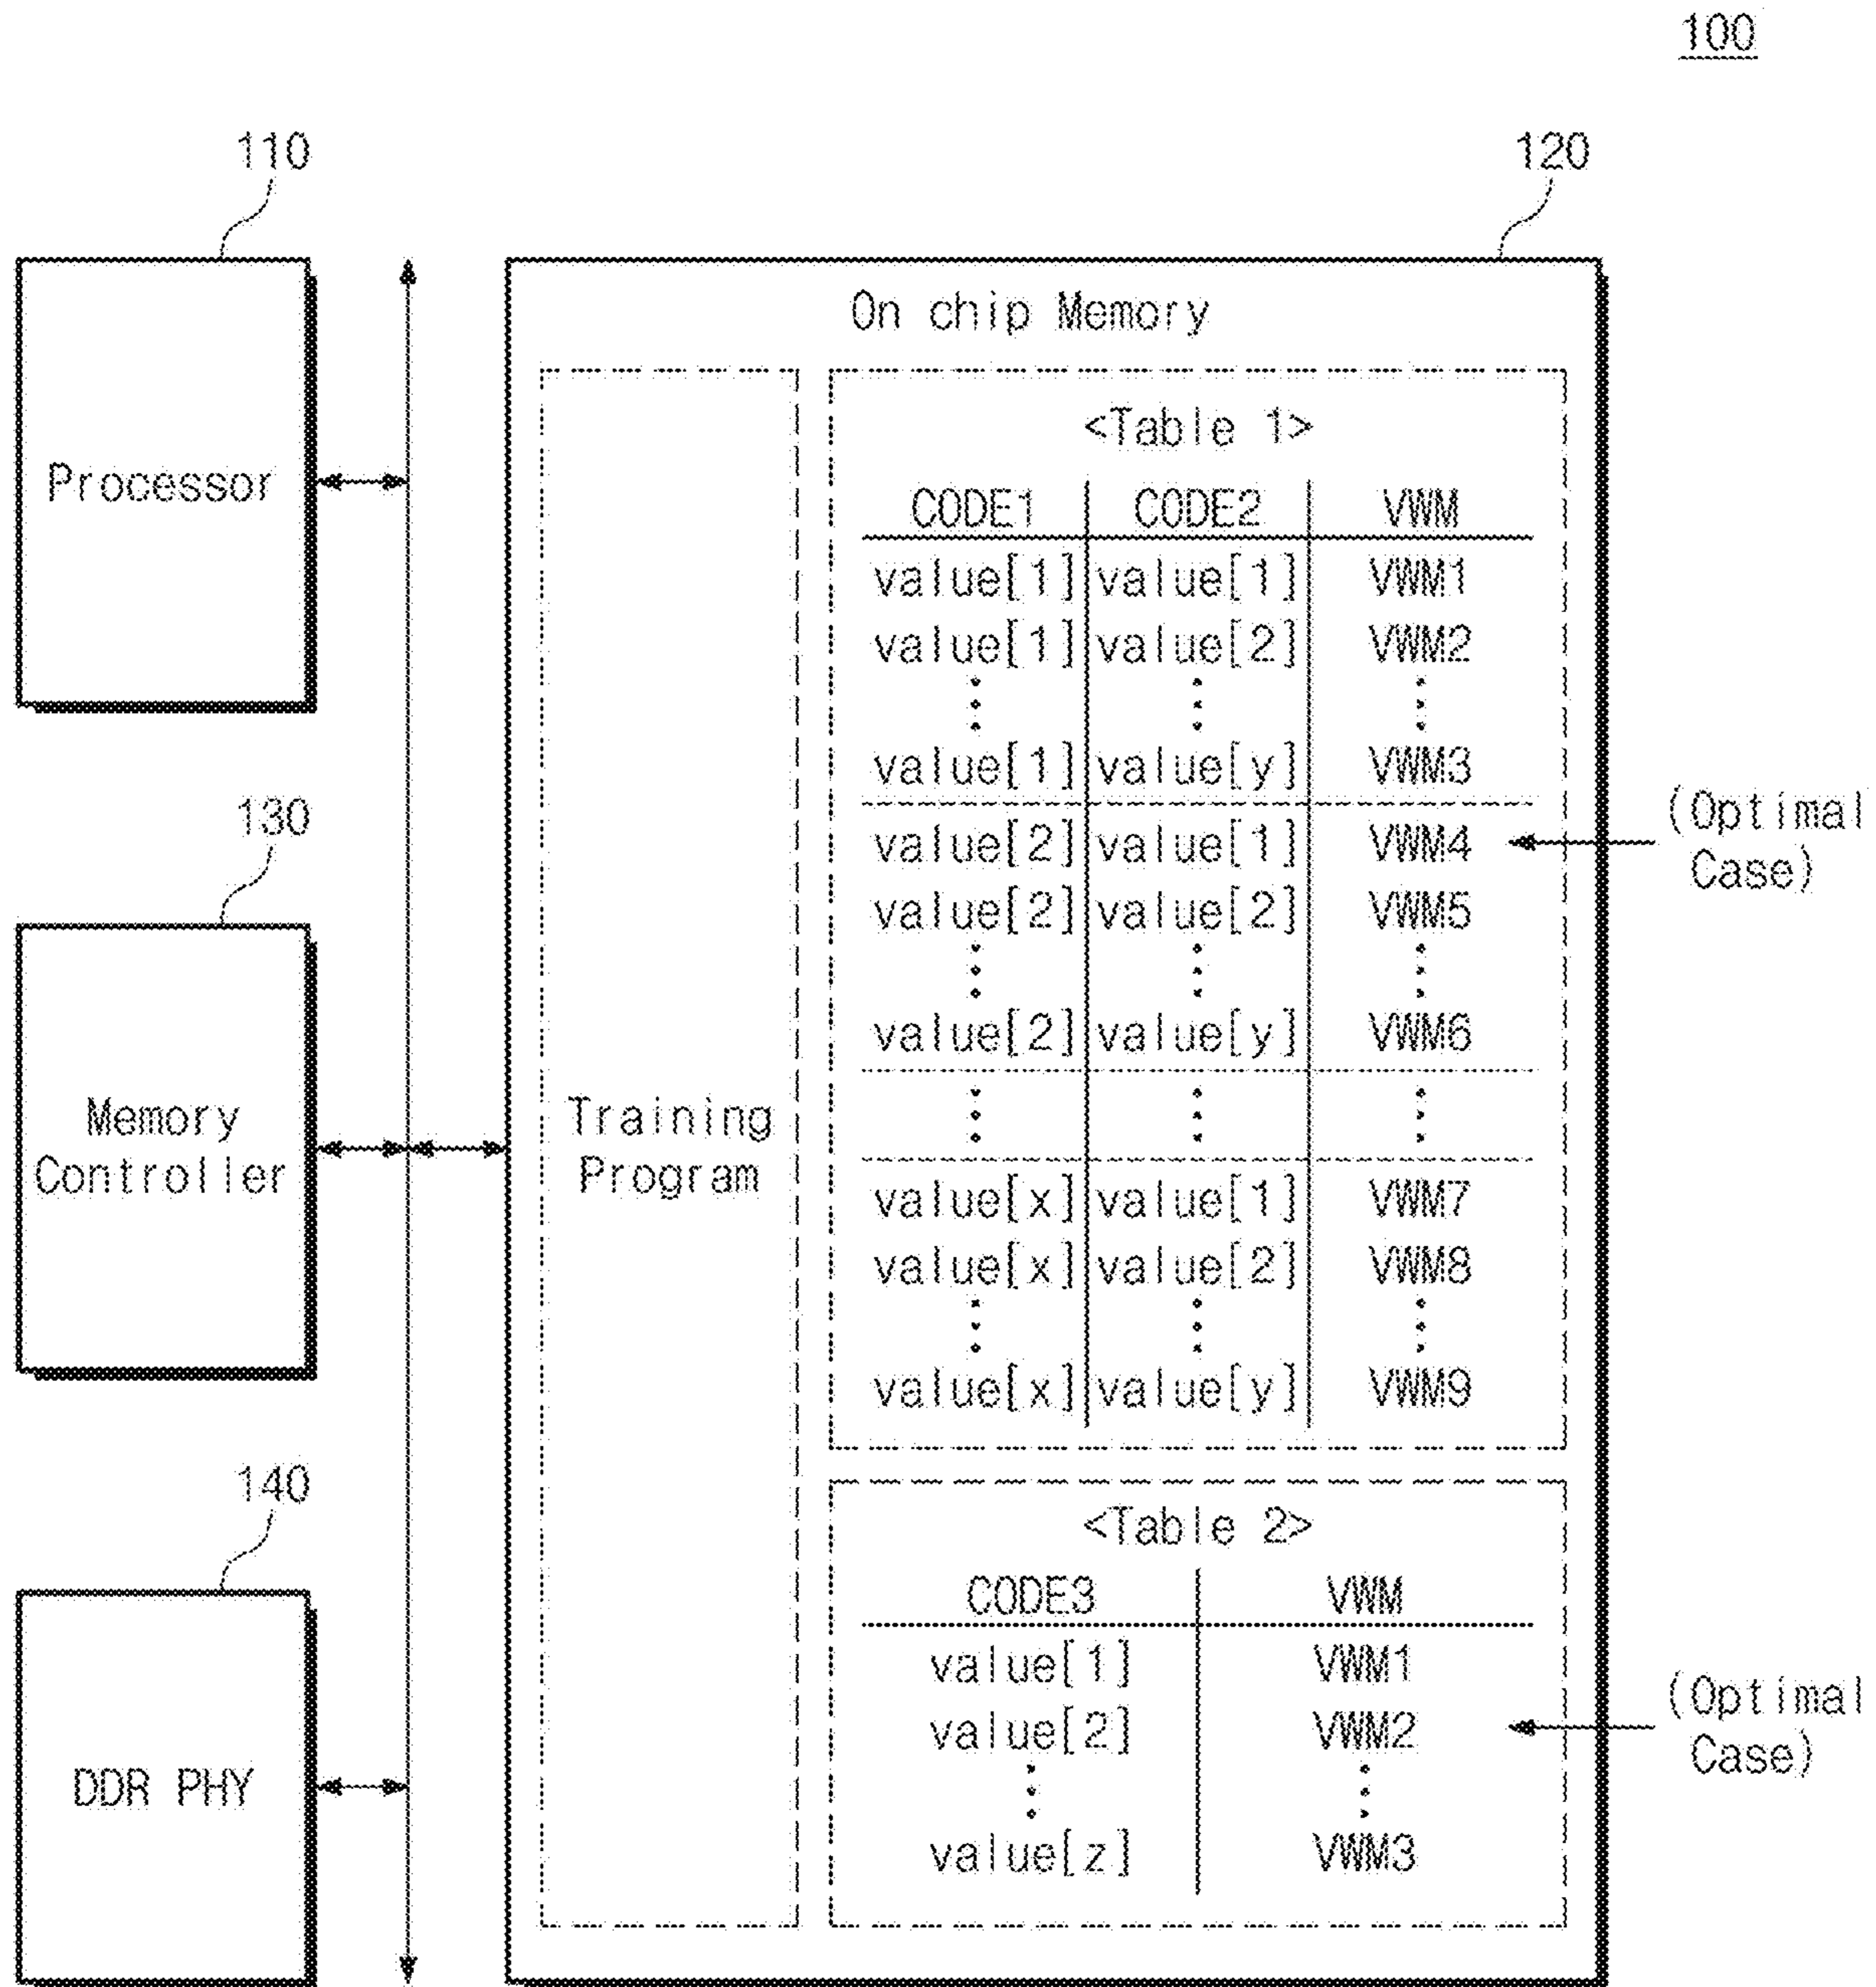 100
110
120
On chip Memory
Processor
<Table 1>
CODE1 CODE2 VWM
value[1] value[1] VWM1
value[1] value[2] VWM2
value[1] value[y] VWM3
130
value[2] value[1] VWM4
(Optimal
Case)
value[2] value[2] VWM5
value[2] value[y] VWM6
Memory
Controller
Training
Program
value[x] value[1] VWM7
value[x] value[2] VWM8
value[x] value[y] VWM9
140
<Table 2>
CODE3 VWM
value[1] VWM1
value[2] VWM2
(Optimal
Case)
DDR PHY
value[z] VWM3